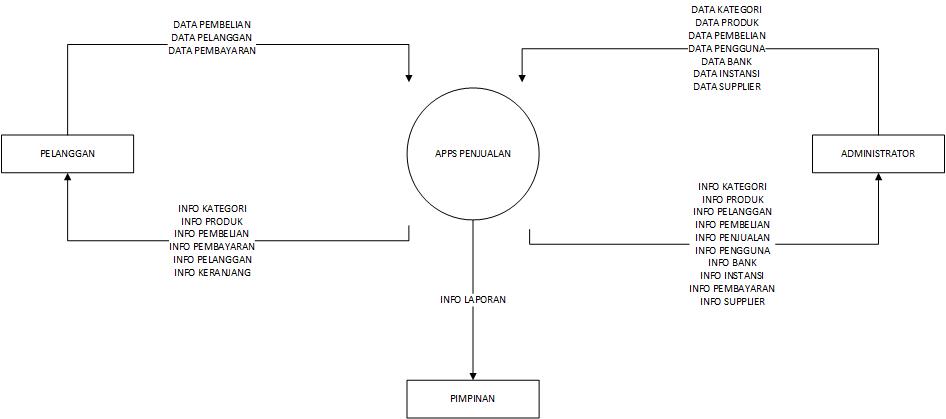 DATA PEMBELIAN
DATA PELANGGAN
DATA PEMBAYARAN
DATA KATEGORI
DATA PRODUK
DATA PEMBELIAN
DATA PENGGUNA
DATA BANK
DATA INSTANSI
DATA SUPPLIER
PELANGGAN
APPS PENJUALAN
ADMINISTRATOR
INFO KATEGORI
INFO PRODUK
INFO PEMBELIAN
INFO PEMBAYARAN
INFO PELANGGAN
INFO KERANJANG
INFO KATEGORI
INFO PRODUK
INFO PELANGGAN
INFO PEMBELIAN
INFO PENJUALAN
INFO PENGGUNA
INFO BANK
INFO INSTANSI
INFO PEMBAYARAN
INFO SUPPLIER
INFO LAPORAN
PIMPINAN